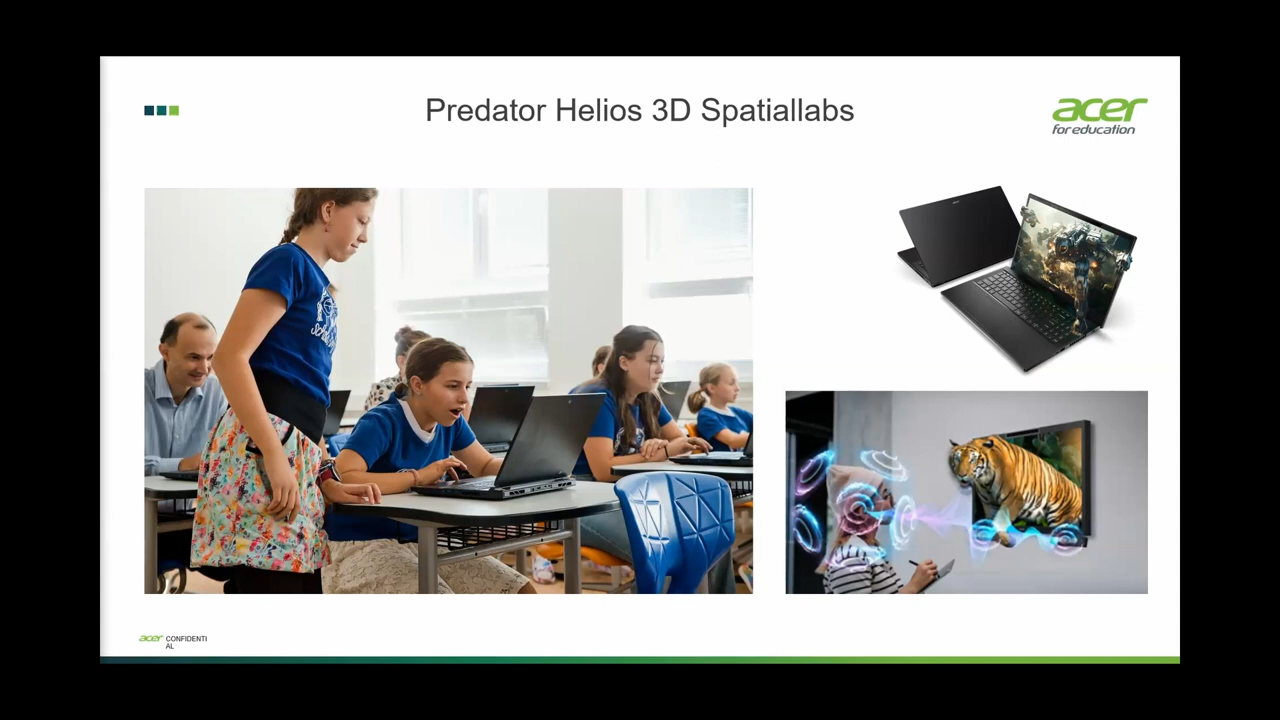 Predator Helios 3D Spatiallabs
acer
for education
acer CONFIDENTI
AL